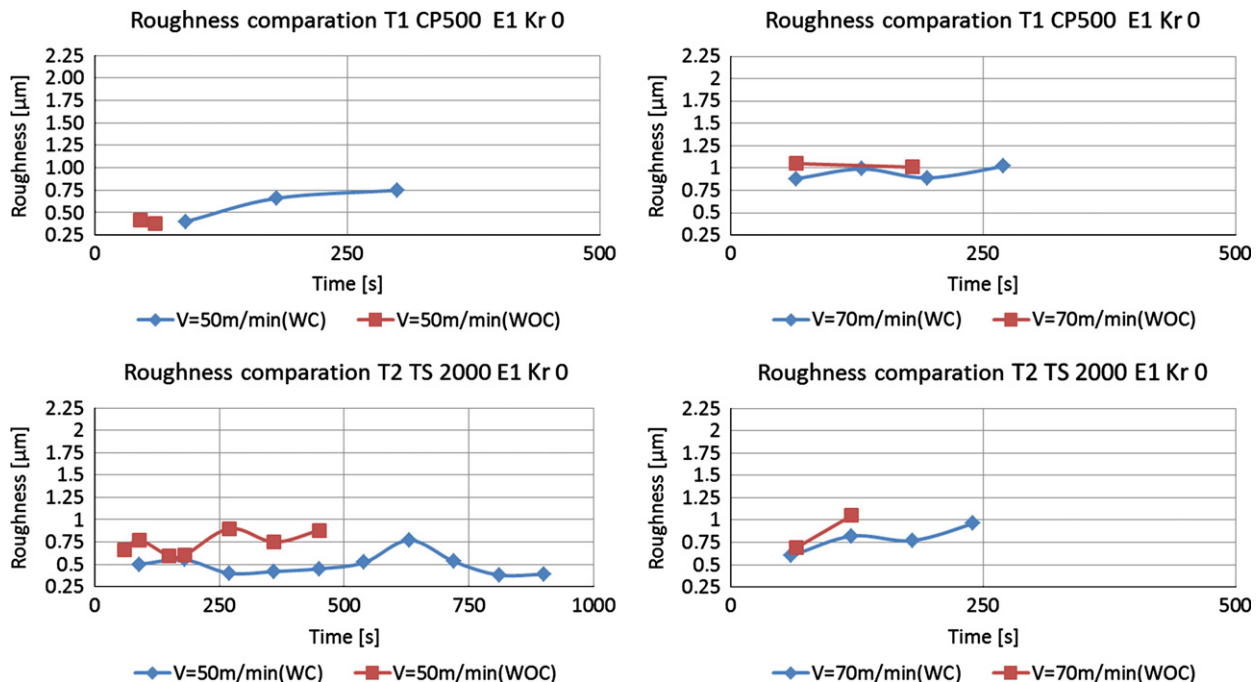 Roughness comparation T1 CP500 E1 Kr 0
Roughness [µm]
2.25
2.00
1.75
1.5
1.25
1.00
0.75
0.50
0.25
0
250
500
Time [s]
V=50m/min(WC)
V=50m/min(WOC)
Roughness comparation T1 CP500 E1 Kr 0
Roughness [µm]
2.25
2
1.75
1.5
1.25
1
0.75
0.5
0.25
0
250
500
Time [s]
V=70m/min(WC)
V=70m/min(WOC)
Roughness comparation T2 TS 2000 E1 Kr 0
Roughness [µm]
2.25
2
1.75
1.5
1.25
1
0.75
0.5
0.25
0
250
500
750
1000
Time [s]
V=50m/min(WC)
V=50m/min(WOC)
Roughness comparation T2 TS 2000 E1 Kr 0
Roughness [µm]
2.25
2
1.75
1.5
1.25
1
0.75
0.5
0.25
0
250
500
Time [s]
V=70m/min(WC)
V=70m/min(WOC)